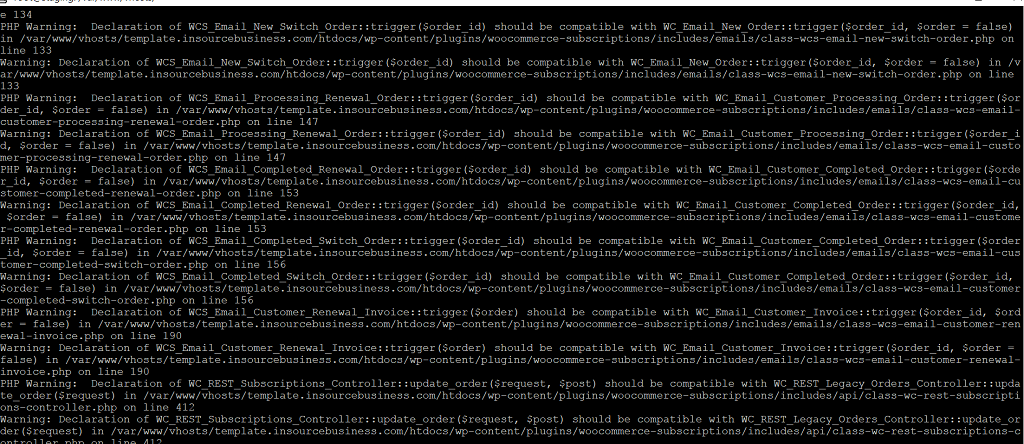 e 134
PHP Warning:  Declaration of WCS_Email_New_Switch_Order::trigger($order_id) should be compatible with WC_Email_New_Order::trigger($order_id, $order = false)
in /var/www/vhosts/template.insourcebusiness.com/htdocs/wp-content/plugins/woocommerce-subscriptions/includes/emails/class-wcs-email-new-switch-order.php on
line 133
Warning: Declaration of WCS_Email_New_Switch_Order::trigger($order_id) should be compatible with WC_Email_New_Order::trigger($order_id, $order = false) in /v
ar/www/vhosts/template.insourcebusiness.com/htdocs/wp-content/plugins/woocommerce-subscriptions/includes/emails/class-wcs-email-new-switch-order.php on line
133
PHP Warning:  Declaration of WCS_Email_Processing_Renewal_Order::trigger($order_id) should be compatible with WC_Email_Customer_Processing_Order::trigger($or
der_id, $order = false) in /var/www/vhosts/template.insourcebusiness.com/htdocs/wp-content/plugins/woocommerce-subscriptions/includes/emails/class-wcs-email-
customer-processing-renewal-order.php on line 147
Warning: Declaration of WCS_Email_Processing_Renewal_Order::trigger($order_id) should be compatible with WC_Email_Customer_Processing_Order::trigger($order_i
d, $order = false) in /var/www/vhosts/template.insourcebusiness.com/htdocs/wp-content/plugins/woocommerce-subscriptions/includes/emails/class-wcs-email-custo
mer-processing-renewal-order.php on line 147
PHP Warning:  Declaration of WCS_Email_Completed_Renewal_Order::trigger($order_id) should be compatible with WC_Email_Customer_Completed_Order::trigger($orde
r_id, $order = false) in /var/www/vhosts/template.insourcebusiness.com/htdocs/wp-content/plugins/woocommerce-subscriptions/includes/emails/class-wcs-email-cu
stomer-completed-renewal-order.php on line 153
Warning: Declaration of WCS_Email_Completed_Renewal_Order::trigger($order_id) should be compatible with WC_Email_Customer_Completed_Order::trigger($order_id,
 $order = false) in /var/www/vhosts/template.insourcebusiness.com/htdocs/wp-content/plugins/woocommerce-subscriptions/includes/emails/class-wcs-email-custome
r-completed-renewal-order.php on line 153
PHP Warning:  Declaration of WCS_Email_Completed_Switch_Order::trigger($order_id) should be compatible with WC_Email_Customer_Completed_Order::trigger($order
_id, $order = false) in /var/www/vhosts/template.insourcebusiness.com/htdocs/wp-content/plugins/woocommerce-subscriptions/includes/emails/class-wcs-email-cus
tomer-completed-switch-order.php on line 156
Warning: Declaration of WCS_Email_Completed_Switch_Order::trigger($order_id) should be compatible with WC_Email_Customer_Completed_Order::trigger($order_id,
$order = false) in /var/www/vhosts/template.insourcebusiness.com/htdocs/wp-content/plugins/woocommerce-subscriptions/includes/emails/class-wcs-email-customer
-completed-switch-order.php on line 156
PHP Warning:  Declaration of WCS_Email_Customer_Renewal_Invoice::trigger($order) should be compatible with WC_Email_Customer_Invoice::trigger($order_id, $ord
er = false) in /var/www/vhosts/template.insourcebusiness.com/htdocs/wp-content/plugins/woocommerce-subscriptions/includes/emails/class-wcs-email-customer-ren
ewal-invoice.php on line 190
Warning: Declaration of WCS_Email_Customer_Renewal_Invoice::trigger($order) should be compatible with WC_Email_Customer_Invoice::trigger($order_id, $order =
false) in /var/www/vhosts/template.insourcebusiness.com/htdocs/wp-content/plugins/woocommerce-subscriptions/includes/emails/class-wcs-email-customer-renewal-
invoice.php on line 190
PHP Warning:  Declaration of WC_REST_Subscriptions_Controller::update_order($request, $post) should be compatible with WC_REST_Legacy_Orders_Controller::upda
te_order($request) in /var/www/vhosts/template.insourcebusiness.com/htdocs/wp-content/plugins/woocommerce-subscriptions/includes/api/class-wc-rest-subscripti
ons-controller.php on line 412
Warning: Declaration of WC_REST_Subscriptions_Controller::update_order($request, $post) should be compatible with WC_REST_Legacy_Orders_Controller::update_or
der($request) in /var/www/vhosts/template.insourcebusiness.com/htdocs/wp-content/plugins/woocommerce-subscriptions/includes/api/class-wc-rest-subscriptions-c
ontroller.php on line 412